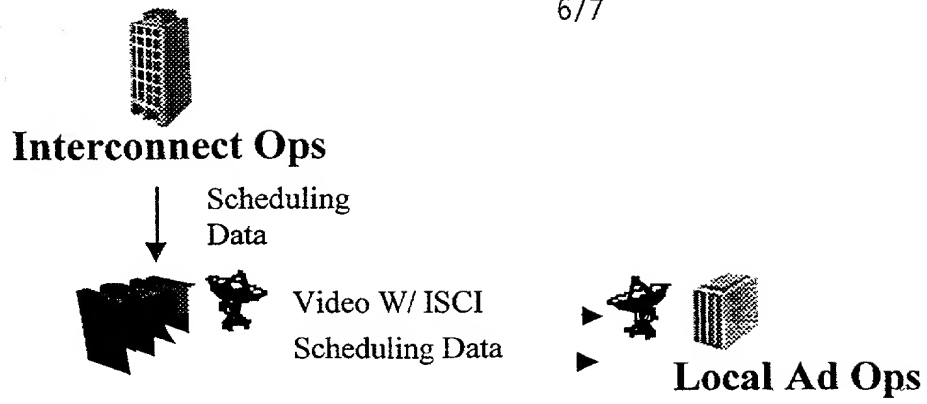 6/7
Interconnect Ops
Scheduling
Data
Video W/ ISCI
Scheduling Data
Local Ad Ops